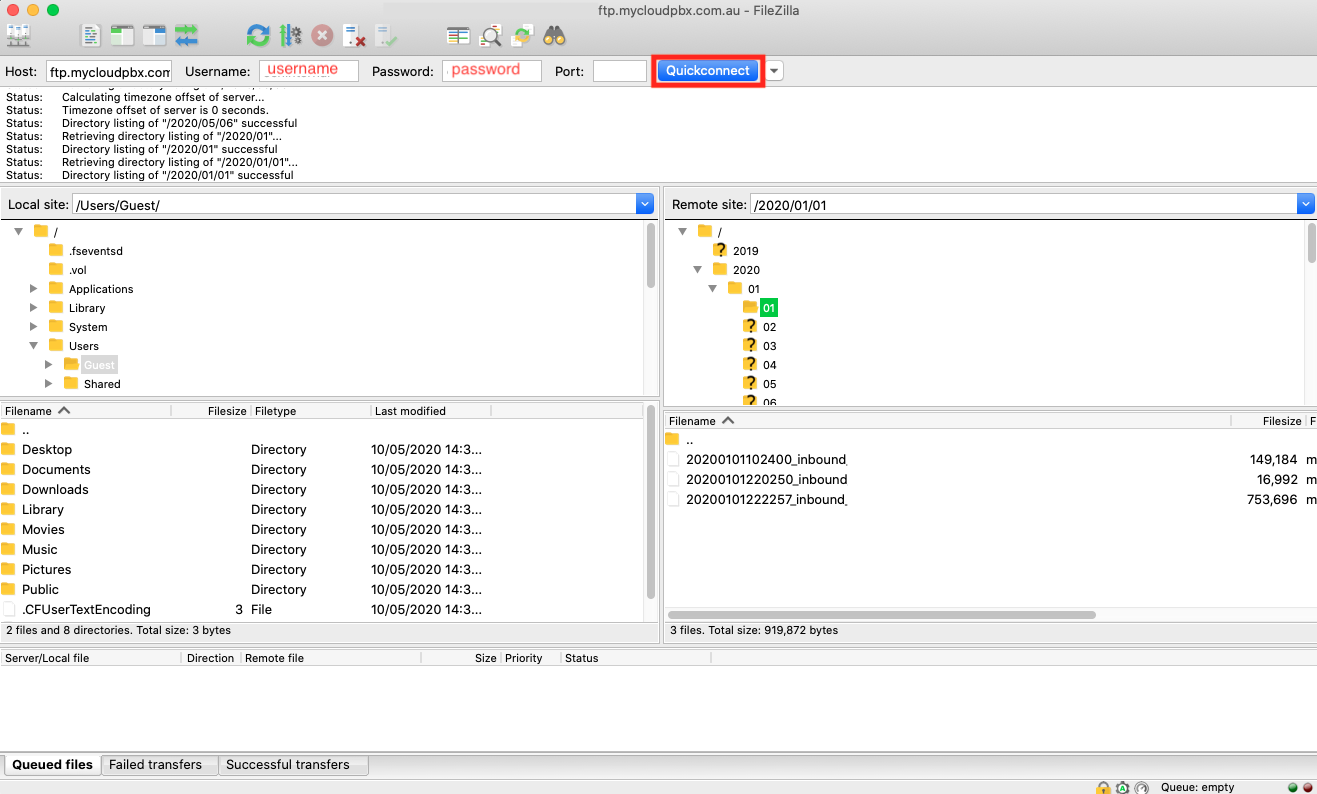 ftp.mycloudpbx.com.au - FileZilla
Host: ftp.mycloudpbx.com Username: username Password: password Port: Quickconnect
Status: Calculating timezone offset of server...
Status: Timezone offset of server is 0 seconds.
Status: Directory listing of "/2020/05/06" successful
Status: Retrieving directory listing of "/2020/01"...
Status: Directory listing of "/2020/01" successful
Status: Retrieving directory listing of "/2020/01/01"...
Status: Directory listing of "/2020/01/01" successful
Local site: /Users/Guest/
/
.fseventsd
.vol
Applications
Library
System
Users
Guest
Shared
Filename Filesize Filetype Last modified
..
Desktop Directory 10/05/2020 14:3...
Documents Directory 10/05/2020 14:3...
Downloads Directory 10/05/2020 14:3...
Library Directory 10/05/2020 14:3...
Movies Directory 10/05/2020 14:3...
Music Directory 10/05/2020 14:3...
Pictures Directory 10/05/2020 14:3...
Public Directory 10/05/2020 14:3...
.CFUserTextEncoding 3 File 10/05/2020 14:3...
2 files and 8 directories. Total size: 3 bytes
Remote site: /2020/01/01
/
? 2019
2020
01
01
? 02
? 03
? 04
? 05
? 06
Filename Filesize F
..
20200101102400_inbound_ 149,184 m
20200101220250_inbound 16,992 m
20200101222257_inbound_ 753,696 m
3 files. Total size: 919,872 bytes
Server/Local file Direction Remote file Size Priority Status
Queued files Failed transfers Successful transfers
Queue: empty